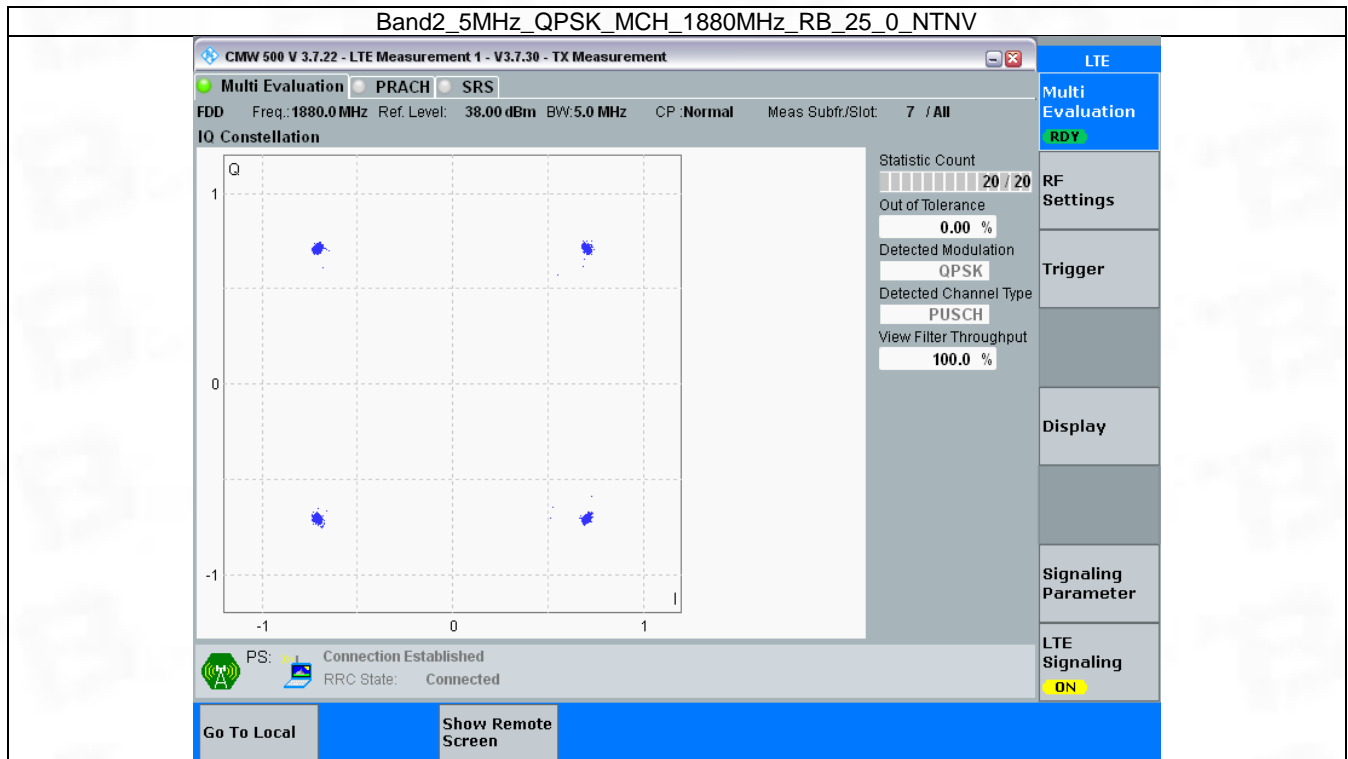 Band2_5MHz_QPSK_MCH_1880MHz_RB_25_0_NTNV
CMW 500 V 3.7.22 - LTE Measurement 1 - V3.7.30 - TX Measurement
LTE
Multi Evaluation PRACH SRS
FDD Freq.:1880.0 MHz Ref. Level: 38.00 dBm BW:5.0 MHz CP :Normal Meas Subfr./Slot: 7 / All
IQ Constellation
Q
1
0
-1
I
-1 0 1
Statistic Count
20 / 20
Out of Tolerance
0.00 %
Detected Modulation
QPSK
Detected Channel Type
PUSCH
View Filter Throughput
100.0 %
Multi
Evaluation
RDY
RF
Settings
Trigger
Display
Signaling
Parameter
LTE
Signaling
ON
PS: Connection Established
RRC State: Connected
Go To Local
Show Remote
Screen